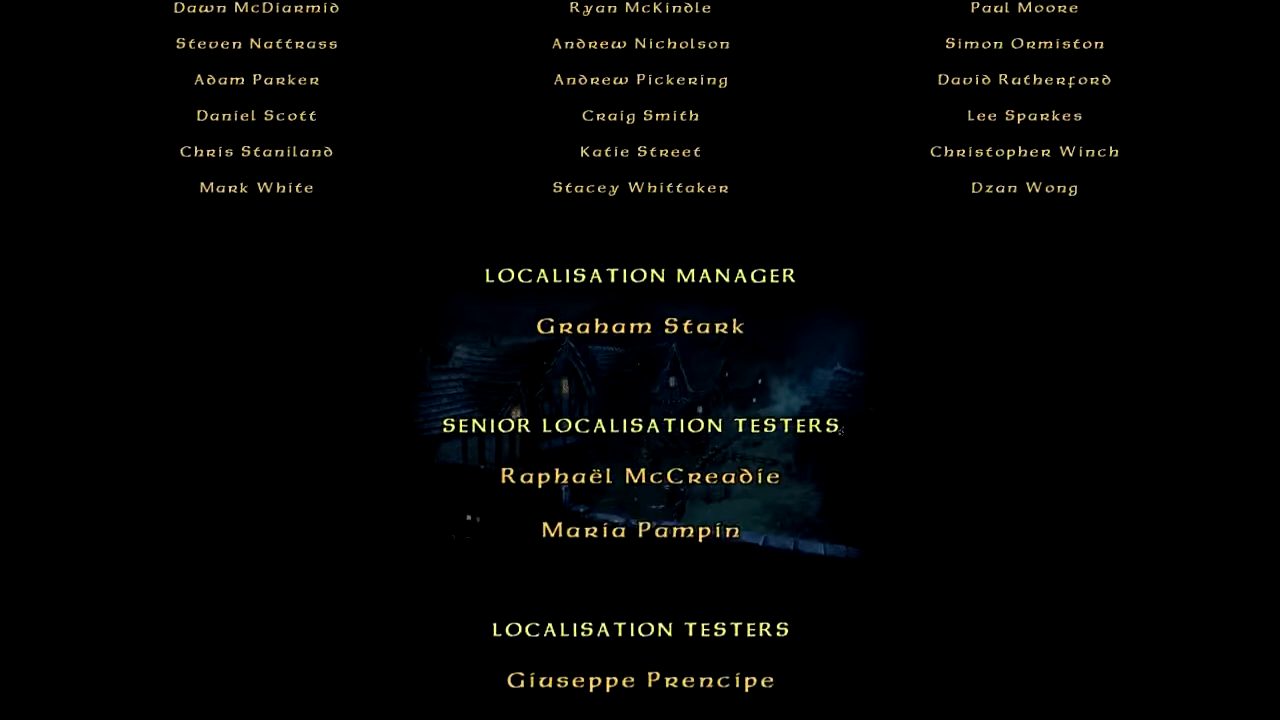 Dawn McDiarmid Ryan McKindle Paul Moore
Steven Nattrass Andrew Nicholson Simon Ormiston
Adam Parker Andrew Pickering David Rutherford
Daniel Scott Craig Smith Lee Sparkes
Chris Staniland Katie Street Christopher Winch
Mark White Stacey Whittaker Dzan Wong
LOCALISATION MANAGER
Graham Stark
SENIOR LOCALISATION TESTERS
Raphaël McCreadie
Maria Pampin
LOCALISATION TESTERS
Giuseppe Prencipe